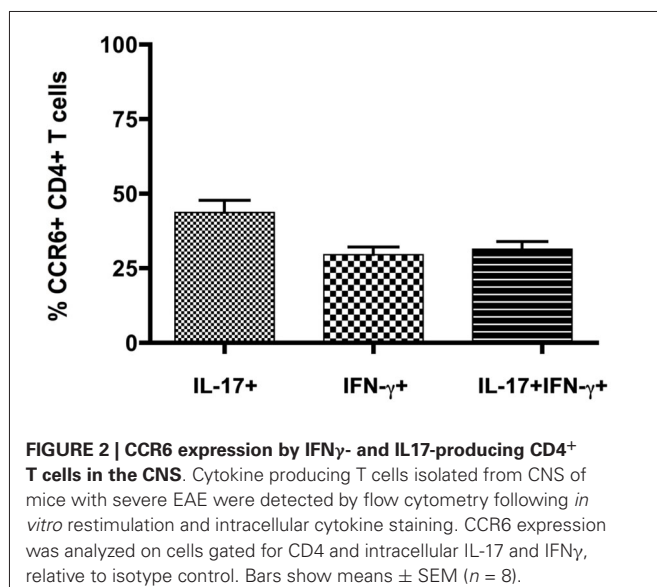 100
75
50
25
0
% CCR6+ CD4+ T cells
IL-17+ IFN-γ+ IL-17+IFN-γ+
FIGURE 2 | CCR6 expression by IFNγ- and IL17-producing CD4+
T cells in the CNS. Cytokine producing T cells isolated from CNS of
mice with severe EAE were detected by flow cytometry following in
vitro restimulation and intracellular cytokine staining. CCR6 expression
was analyzed on cells gated for CD4 and intracellular IL-17 and IFNγ,
relative to isotype control. Bars show means ± SEM (n = 8).